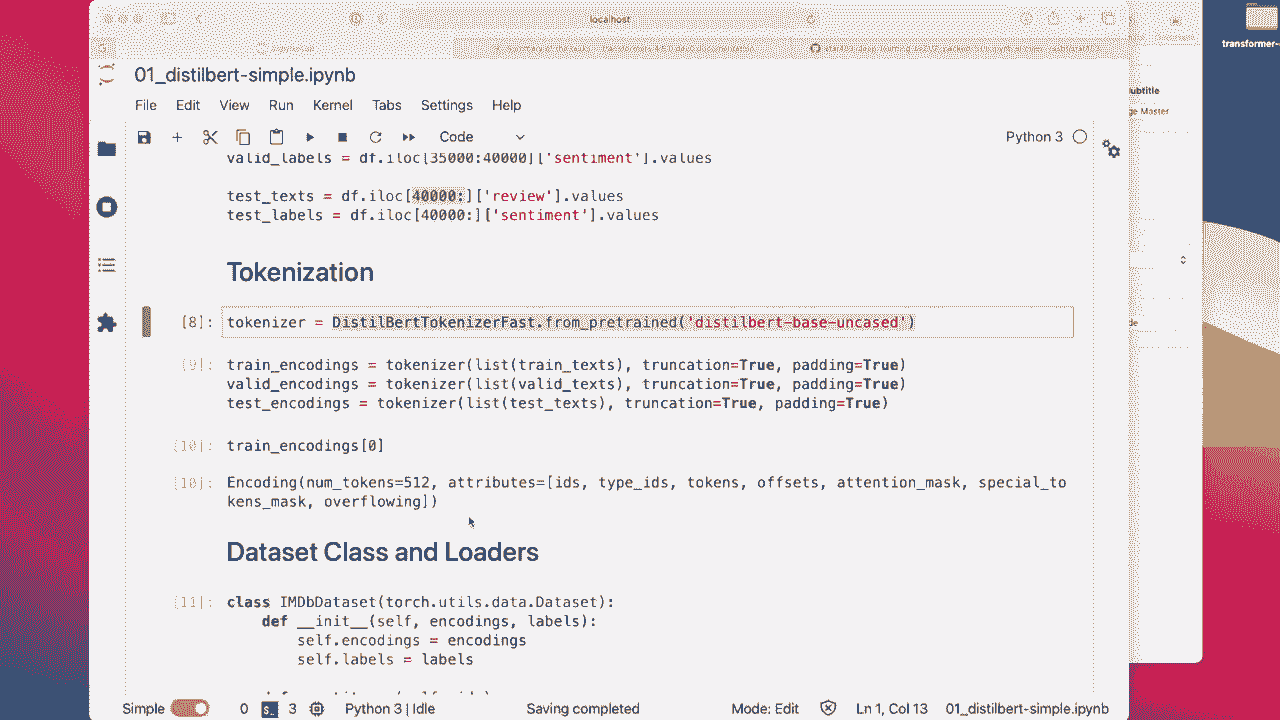 localhost
transformer-
01_distilbert-simple.ipynb
File Edit View Run Kernel Tabs Settings Help
Code
Python 3
ubtitle
ge Master
valid_labels = df.iloc[35000:40000]['sentiment'].values
test_texts = df.iloc[40000:]['review'].values
test_labels = df.iloc[40000:]['sentiment'].values
Tokenization
[8]: tokenizer = DistilBertTokenizerFast.from_pretrained('distilbert-base-uncased')
[9]: train_encodings = tokenizer(list(train_texts), truncation=True, padding=True)
valid_encodings = tokenizer(list(valid_texts), truncation=True, padding=True)
test_encodings = tokenizer(list(test_texts), truncation=True, padding=True)
[10]: train_encodings[0]
[10]: Encoding(num_tokens=512, attributes=[ids, type_ids, tokens, offsets, attention_mask, special_to
kens_mask, overflowing])
Dataset Class and Loaders
[11]: class IMDbDataset(torch.utils.data.Dataset):
def __init__(self, encodings, labels):
self.encodings = encodings
self.labels = labels
Simple 0 3 Python 3 | Idle Saving completed Mode: Edit Ln 1, Col 13 01_distilbert-simple.ipynb